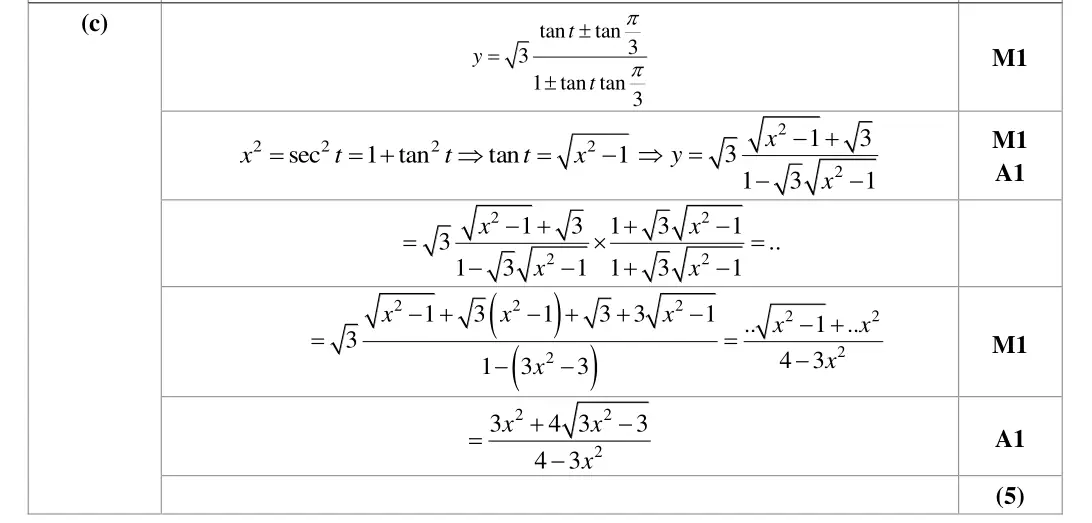 (c)
y = √3 (tan t ± tan π/3)/(1 ± tan t tan π/3) M1
x² = sec² t = 1 + tan² t ⇒ tan t = √(x² − 1) ⇒ y = √3 (√(x² − 1) + √3)/(1 − √3√(x² − 1)) M1 A1
= √3 (√(x² − 1) + √3)/(1 − √3√(x² − 1)) × (1 + √3√(x² − 1))/(1 + √3√(x² − 1)) = ..
= √3 (√(x² − 1) + √3(x² − 1) + √3 + 3√(x² − 1))/(1 − (3x² − 3)) = (..√(x² − 1) + ..x²)/(4 − 3x²) M1
= (3x² + 4√(3x² − 3))/(4 − 3x²) A1
(5)